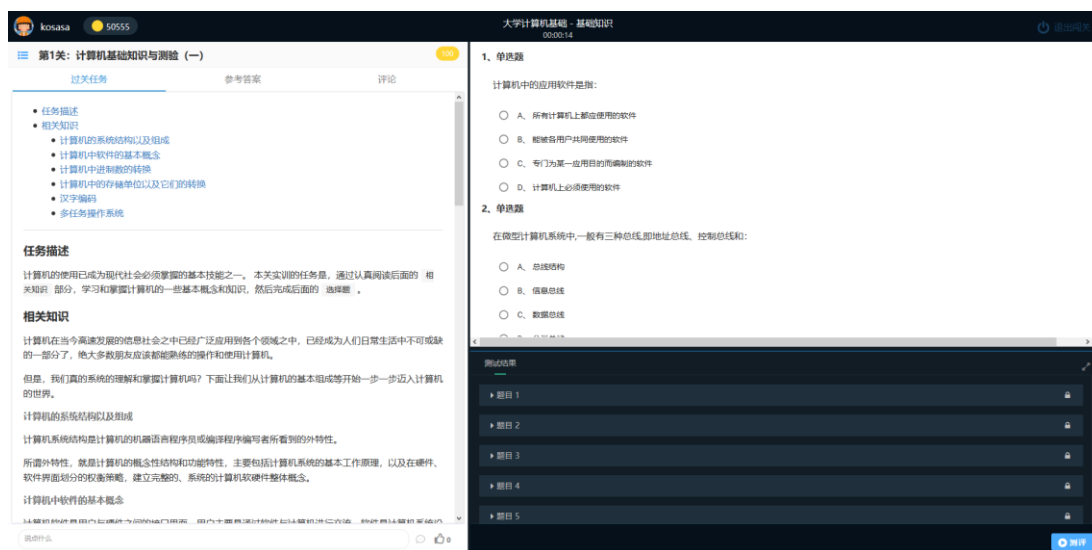 kosasa
50555
大学计算机基础 - 基础知识
00:00:14
退出闯关
第1关：计算机基础知识与测验（一）
100
过关任务
参考答案
评论
任务描述
相关知识
计算机的系统结构以及组成
计算机中软件的基本概念
计算机中进制数的转换
计算机中的存储单位以及它们的转换
汉字编码
多任务操作系统
任务描述
计算机的使用已成为现代社会必须掌握的基本技能之一。 本关实训的任务是，通过认真阅读后面的 相
关知识 部分，学习和掌握计算机的一些基本概念和知识，然后完成后面的 选择题 。
相关知识
计算机在当今高速发展的信息社会之中已经广泛应用到各个领域之中，已经成为人们日常生活中不可或缺
的一部分了，绝大多数朋友应该都能熟练的操作和使用计算机。
但是，我们真的系统的理解和掌握计算机吗？下面让我们从计算机的基本组成等开始一步一步迈入计算机
的世界。
计算机的系统结构以及组成
计算机系统结构是计算机的机器语言程序员或编译程序编写者所看到的外特性。
所谓外特性，就是计算机的概念性结构和功能特性，主要包括计算机系统的基本工作原理，以及在硬件、
软件界面划分的权衡策略，建立完整的、系统的计算机软硬件整体概念。
计算机中软件的基本概念
说点什么
0
1、单选题
计算机中的应用软件是指：
A、 所有计算机上都应使用的软件
B、 能被各用户共同使用的软件
C、 专门为某一应用目的而编制的软件
D、 计算机上必须使用的软件
2、单选题
在微型计算机系统中,一般有三种总线,即地址总线、控制总线和：
A、 总线结构
B、 信息总线
C、 数据总线
测试结果
题目 1
题目 2
题目 3
题目 4
题目 5
测评